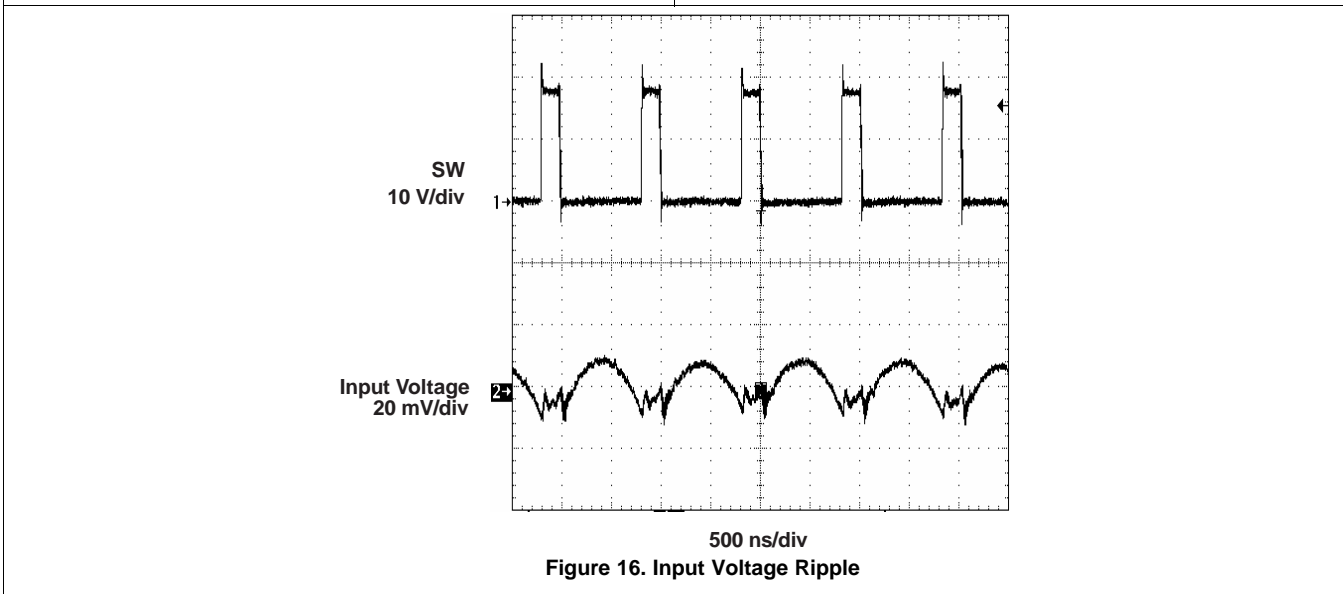 SW
10 V/div
1
Input Voltage
20 mV/div
2
500 ns/div
Figure 16. Input Voltage Ripple